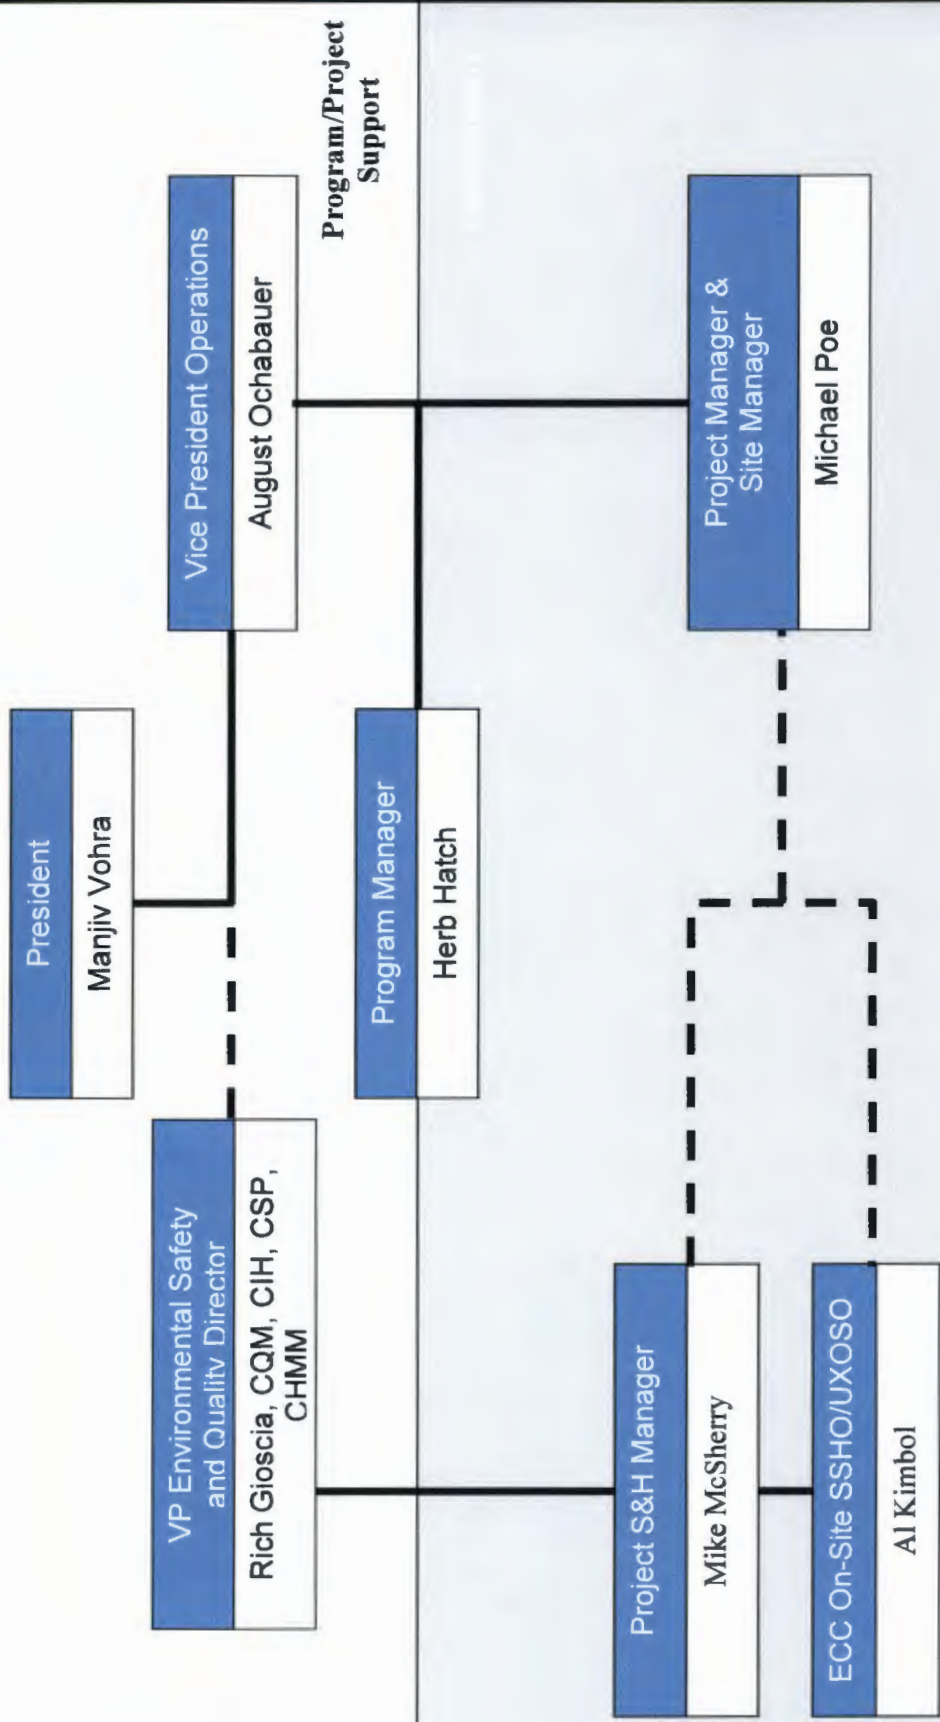 President
Manjiv Vohra
VP Environmental Safety
and Quality Director
Rich Gioscia, CQM, CIH, CSP,
CHMM
Vice President Operations
August Ochabauer
Program/Project
Support
Program Manager
Herb Hatch
Project S&H Manager
Mike McSherry
Project Manager &
Site Manager
Michael Poe
ECC On-Site SSHO/UXOSO
Al Kimbol